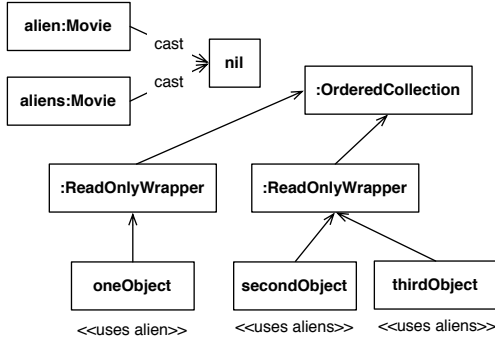 alien:Movie
cast
nil
cast
aliens:Movie
:OrderedCollection
:ReadOnlyWrapper
:ReadOnlyWrapper
oneObject
secondObject
thirdObject
<<uses alien>>
<<uses aliens>>
<<uses aliens>>